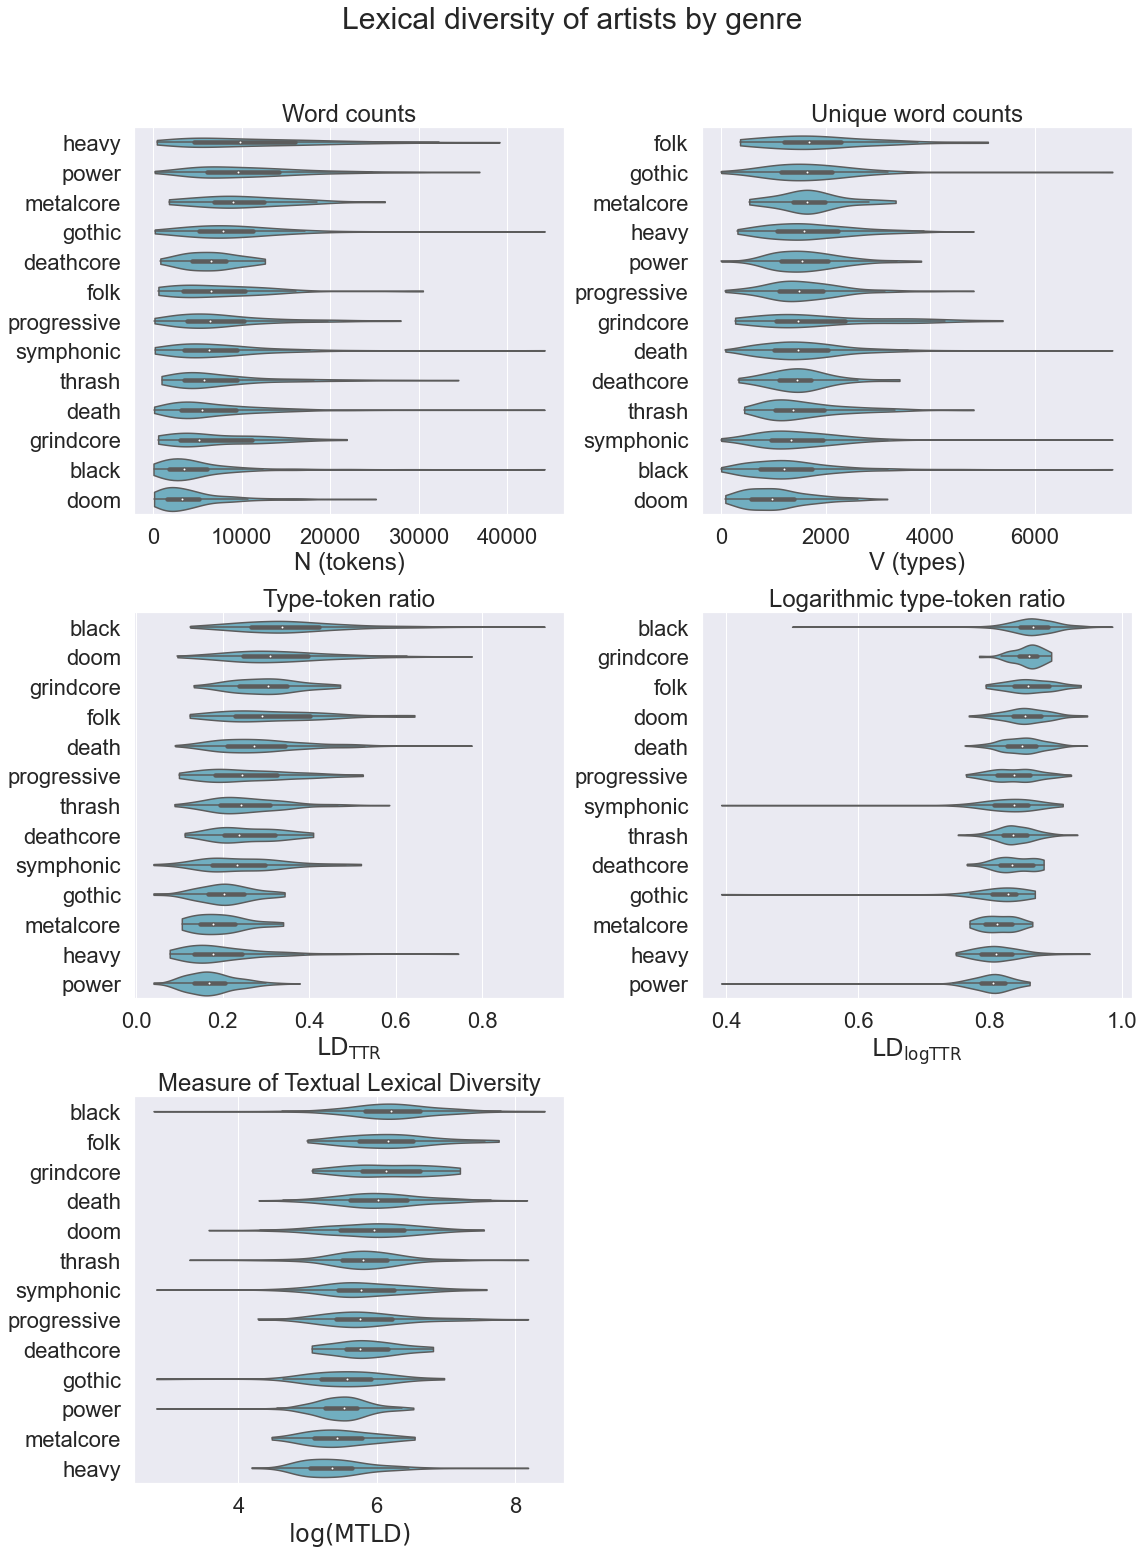 Lexical diversity of artists by genre
Word counts
heavy
power
metalcore
gothic
deathcore
folk
progressive
symphonic
thrash
death
grindcore
black
doom
0 10000 20000 30000 40000
N (tokens)
Unique word counts
folk
gothic
metalcore
heavy
power
progressive
grindcore
death
deathcore
thrash
symphonic
black
doom
0 2000 4000 6000
V (types)
Type-token ratio
black
doom
grindcore
folk
death
progressive
thrash
deathcore
symphonic
gothic
metalcore
heavy
power
0.0 0.2 0.4 0.6 0.8
LD_TTR
Logarithmic type-token ratio
black
grindcore
folk
doom
death
progressive
symphonic
thrash
deathcore
gothic
metalcore
heavy
power
0.4 0.6 0.8 1.0
LD_logTTR
Measure of Textual Lexical Diversity
black
folk
grindcore
death
doom
thrash
symphonic
progressive
deathcore
gothic
power
metalcore
heavy
4 6 8
log(MTLD)